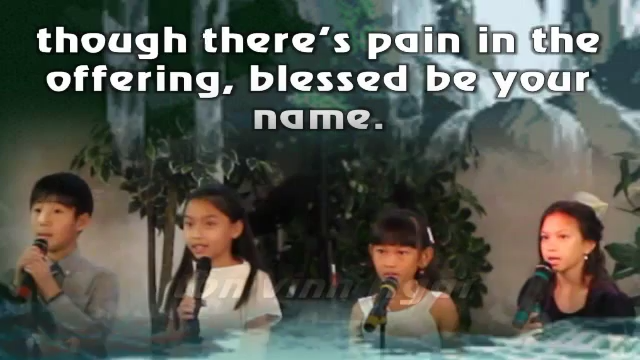 though there's pain in the
offering, blessed be your
name.